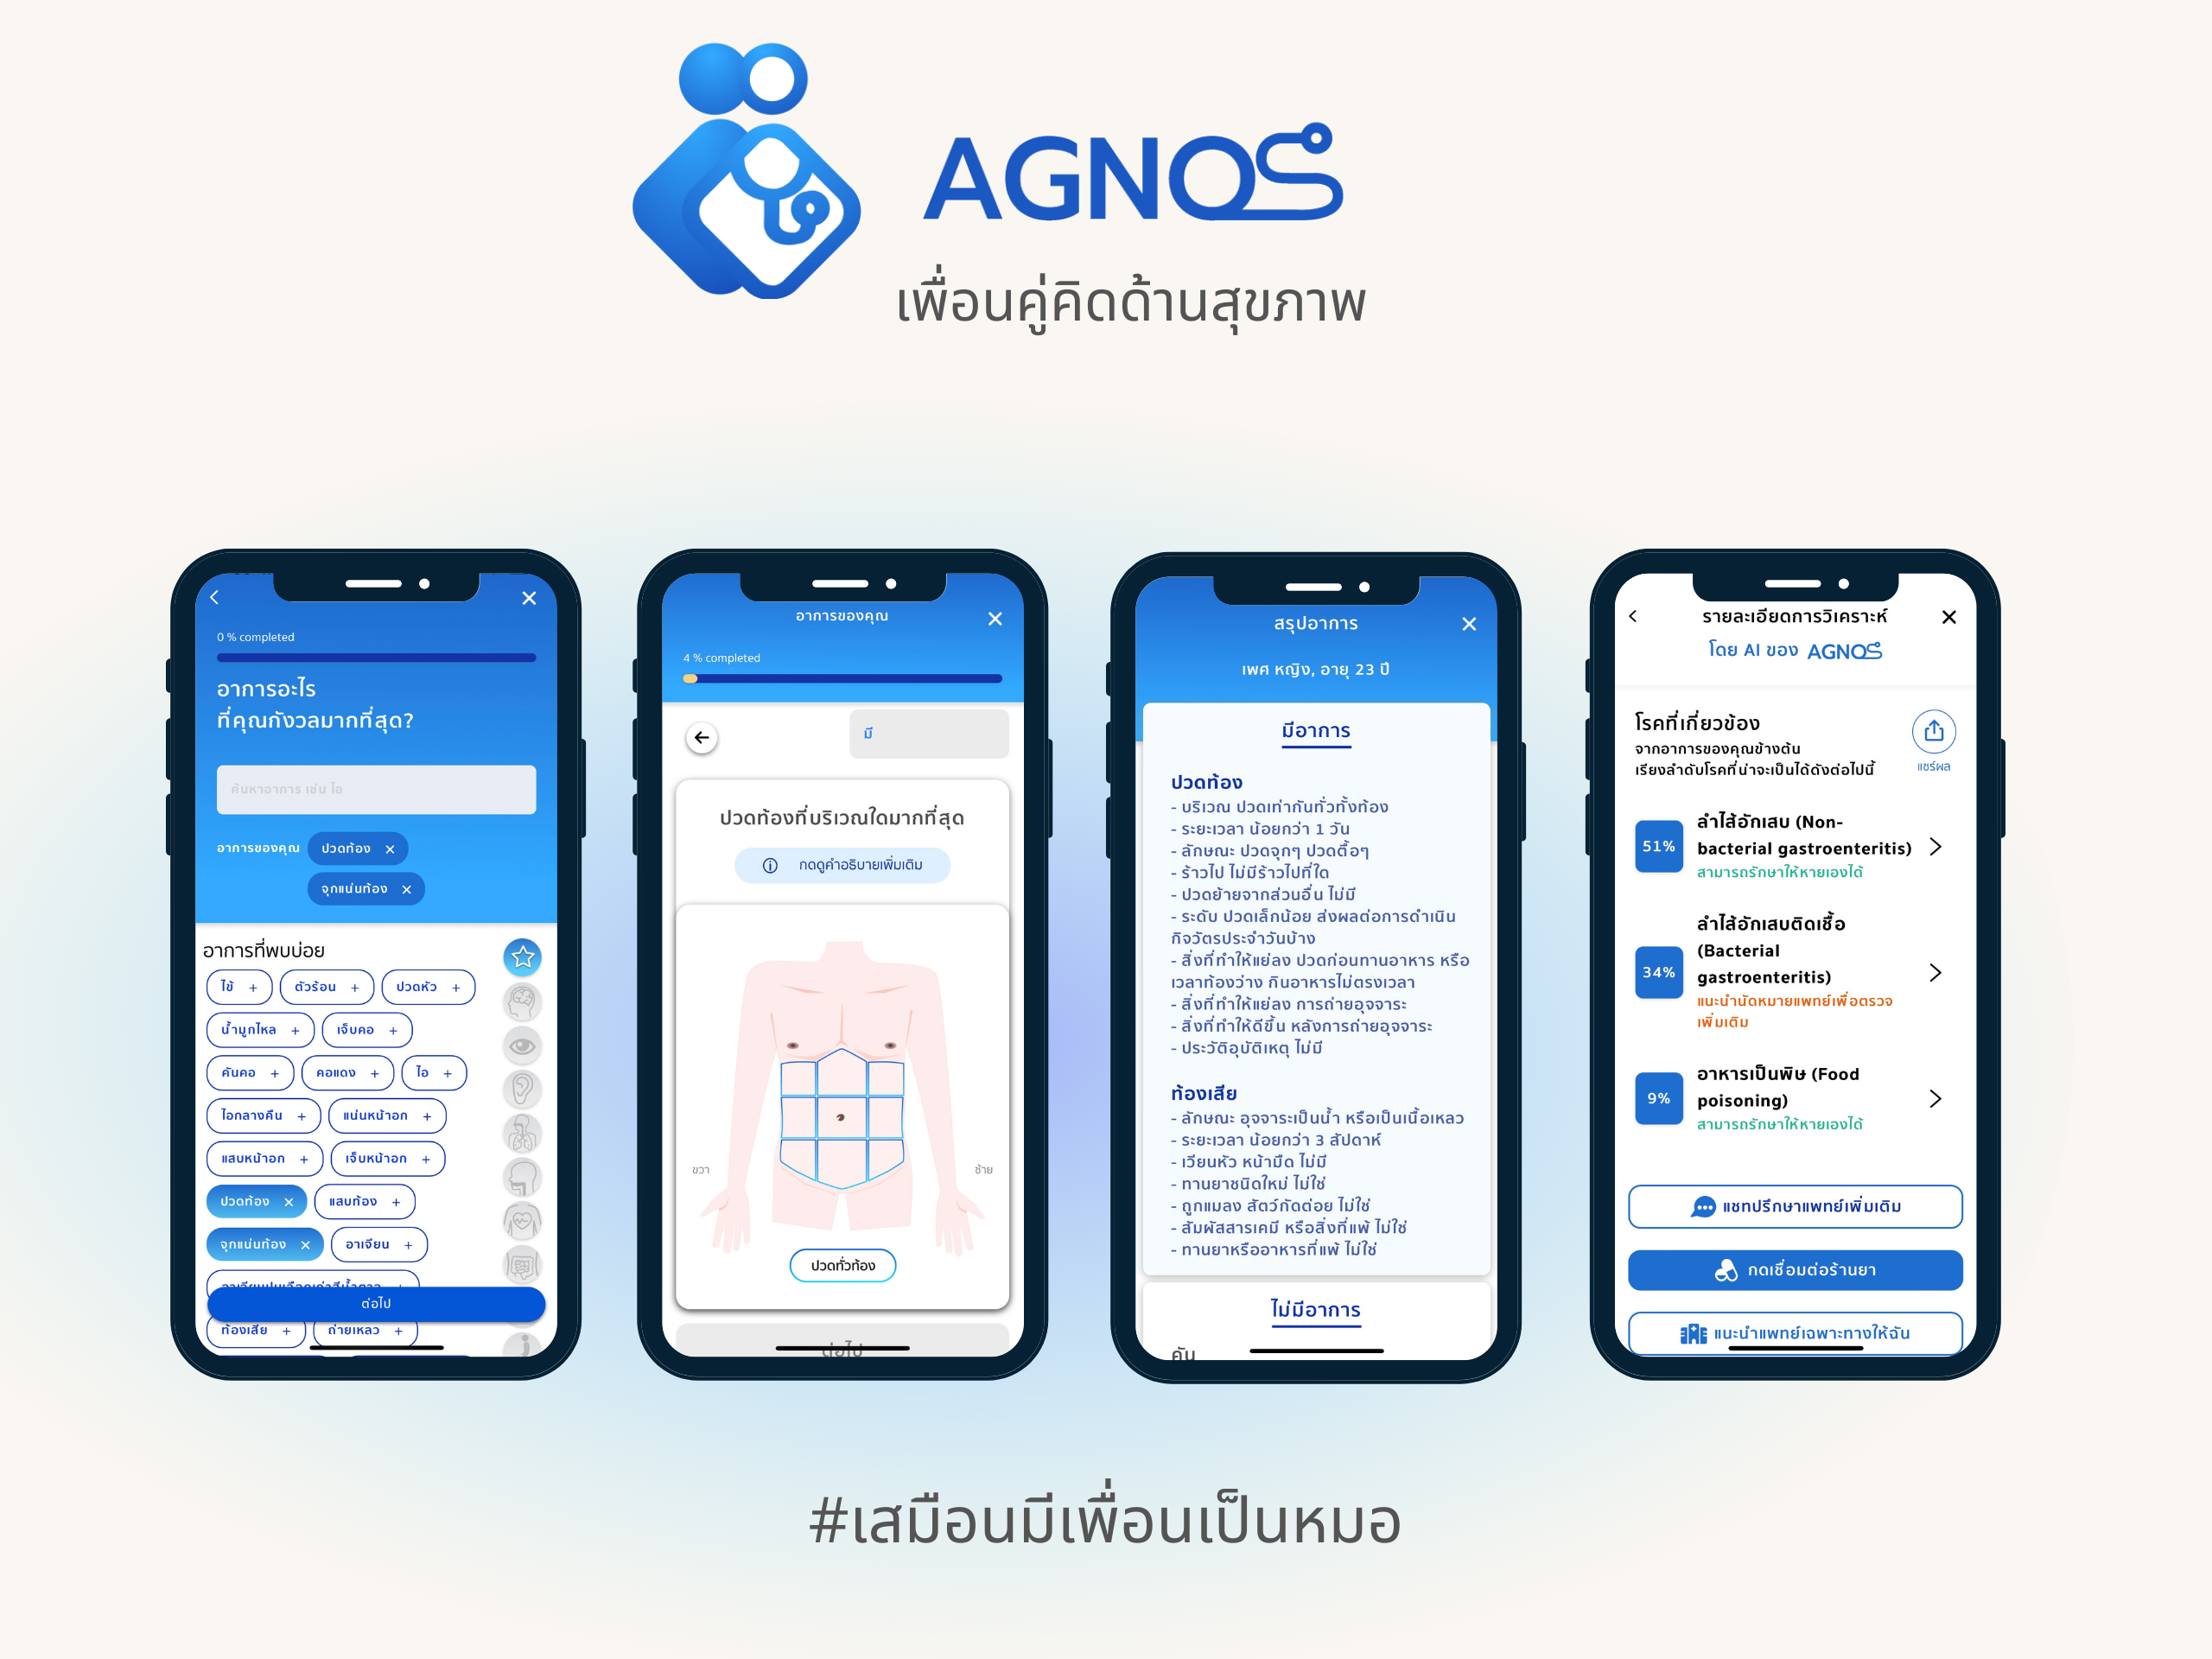 AGNOS
เพื่อนคู่คิดด้านสุขภาพ
0 % completed
อาการอะไร
ที่คุณกังวลมากที่สุด?
ค้นหาอาการ เช่น ไอ
อาการของคุณ ปวดท้อง ×
จุกแน่นท้อง ×
อาการที่พบบ่อย
ไข้ + ตัวร้อน + ปวดหัว +
น้ำมูกไหล + เจ็บคอ +
คันคอ + คอแดง + ไอ +
ไอกลางคืน + แน่นหน้าอก +
แสบหน้าอก + เจ็บหน้าอก +
ปวดท้อง × แสบท้อง +
จุกแน่นท้อง × อาเจียน +
ต่อไป
ท้องเสีย + ถ่ายเหลว +
อาการของคุณ
4 % completed
มี
ปวดท้องที่บริเวณใดมากที่สุด
กดดูคำอธิบายเพิ่มเติม
ขวา
ซ้าย
ปวดทั่วท้อง
ต่อไป
สรุปอาการ
เพศ หญิง, อายุ 23 ปี
มีอาการ
ปวดท้อง
- บริเวณ ปวดเท่ากันทั่วทั้งท้อง
- ระยะเวลา น้อยกว่า 1 วัน
- ลักษณะ ปวดจุกๆ ปวดตื้อๆ
- ร้าวไป ไม่มีร้าวไปที่ใด
- ปวดย้ายจากส่วนอื่น ไม่มี
- ระดับ ปวดเล็กน้อย ส่งผลต่อการดำเนิน
กิจวัตรประจำวันบ้าง
- สิ่งที่ทำให้แย่ลง ปวดก่อนทานอาหาร หรือ
เวลาท้องว่าง กินอาหารไม่ตรงเวลา
- สิ่งที่ทำให้แย่ลง การถ่ายอุจจาระ
- สิ่งที่ทำให้ดีขึ้น หลังการถ่ายอุจจาระ
- ประวัติอุบัติเหตุ ไม่มี
ท้องเสีย
- ลักษณะ อุจจาระเป็นน้ำ หรือเป็นเนื้อเหลว
- ระยะเวลา น้อยกว่า 3 สัปดาห์
- เวียนหัว หน้ามืด ไม่มี
- ทานยาชนิดใหม่ ไม่ใช่
- ถูกแมลง สัตว์กัดต่อย ไม่ใช่
- สัมผัสสารเคมี หรือสิ่งที่แพ้ ไม่ใช่
- ทานยาหรืออาหารที่แพ้ ไม่ใช่
ไม่มีอาการ
คัน
รายละเอียดการวิเคราะห์
โดย AI ของ AGNOS
โรคที่เกี่ยวข้อง
จากอาการของคุณข้างต้น
เรียงลำดับโรคที่น่าจะเป็นได้ดังต่อไปนี้
แชร์ผล
51%
ลำไส้อักเสบ (Non-
bacterial gastroenteritis)
สามารถรักษาให้หายเองได้
34%
ลำไส้อักเสบติดเชื้อ
(Bacterial
gastroenteritis)
แนะนำนัดหมายแพทย์เพื่อตรวจ
เพิ่มเติม
9%
อาหารเป็นพิษ (Food
poisoning)
สามารถรักษาให้หายเองได้
แชทปรึกษาแพทย์เพิ่มเติม
กดเชื่อมต่อร้านยา
แนะนำแพทย์เฉพาะทางให้ฉัน
#เสมือนมีเพื่อนเป็นหมอ